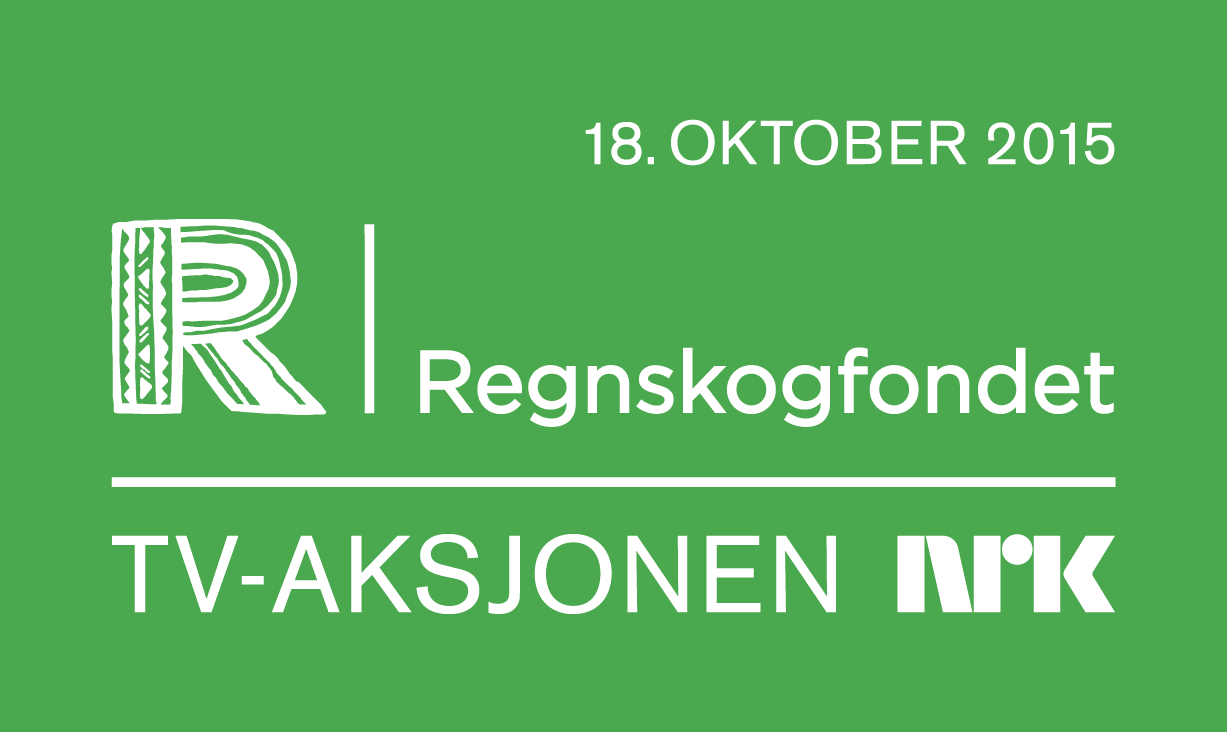 18. OKTOBER 2015
R
Regnskogfondet
TV-AKSJONEN nrK